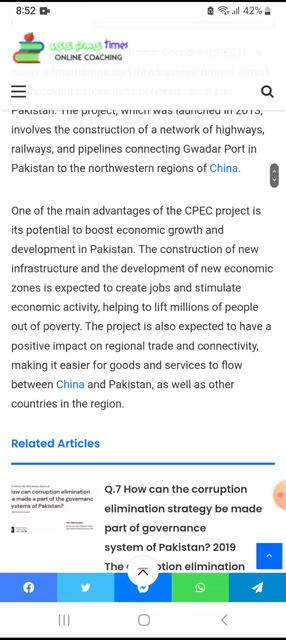 8:52
42%
times
ONLINE COACHING
Pakistan. The project, which was launched in 2013,
involves the construction of a network of highways,
railways, and pipelines connecting Gwadar Port in
Pakistan to the northwestern regions of China.
One of the main advantages of the CPEC project is
its potential to boost economic growth and
development in Pakistan. The construction of new
infrastructure and the development of new economic
zones is expected to create jobs and stimulate
economic activity, helping to lift millions of people
out of poverty. The project is also expected to have a
positive impact on regional trade and connectivity,
making it easier for goods and services to flow
between China and Pakistan, as well as other
countries in the region.
Related Articles
How can corruption elimination
be made a part of the governance
systems of Pakistan?
Q.7 How can the corruption
elimination strategy be made
part of governance
system of Pakistan? 2019
The corruption elimination